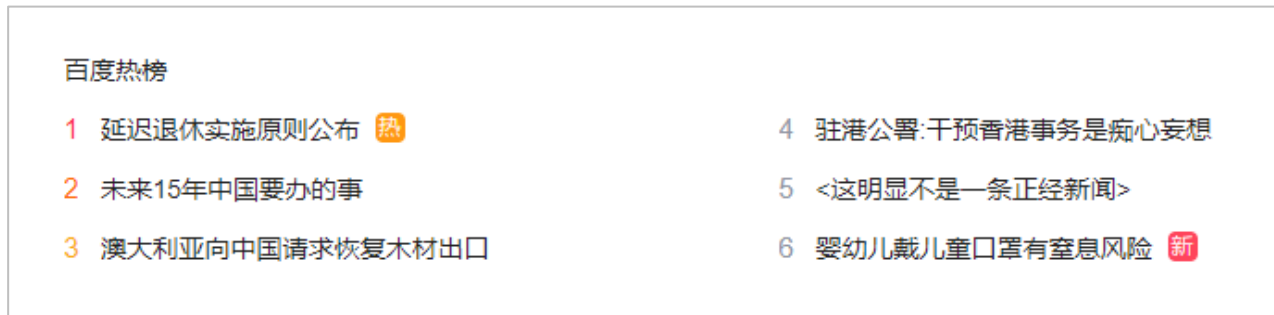 百度热榜
1 延迟退休实施原则公布 热
2 未来15年中国要办的事
3 澳大利亚向中国请求恢复木材出口
4 驻港公署:干预香港事务是痴心妄想
5 <这明显不是一条正经新闻>
6 婴幼儿戴儿童口罩有窒息风险 新